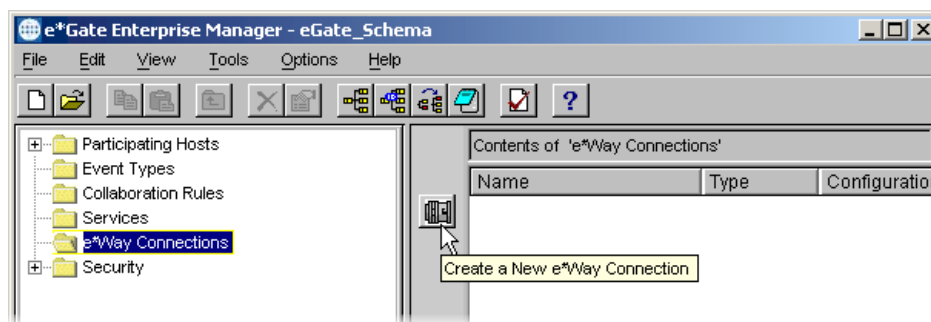 e*Gate Enterprise Manager - eGate_Schema
File Edit View Tools Options Help
?
Participating Hosts
Event Types
Collaboration Rules
Services
e*Way Connections
Security
Contents of 'e*Way Connections'
Name Type Configuratio
Create a New e*Way Connection